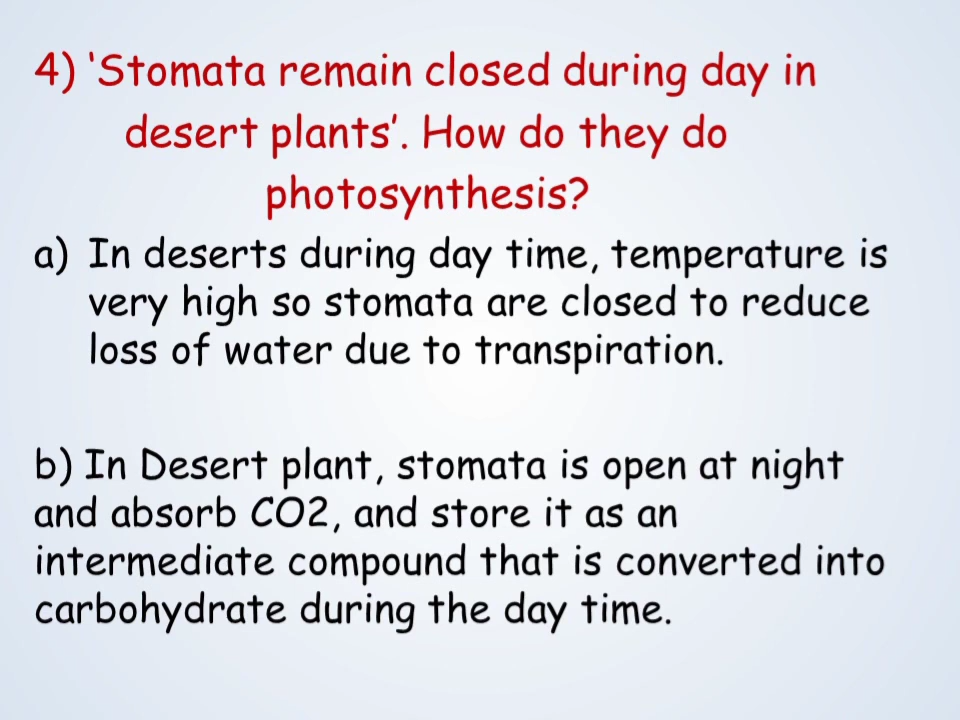 4) ‘Stomata remain closed during day in
desert plants’. How do they do
photosynthesis?
a) In deserts during day time, temperature is
very high so stomata are closed to reduce
loss of water due to transpiration.
b) In Desert plant, stomata is open at night
and absorb CO2, and store it as an
intermediate compound that is converted into
carbohydrate during the day time.